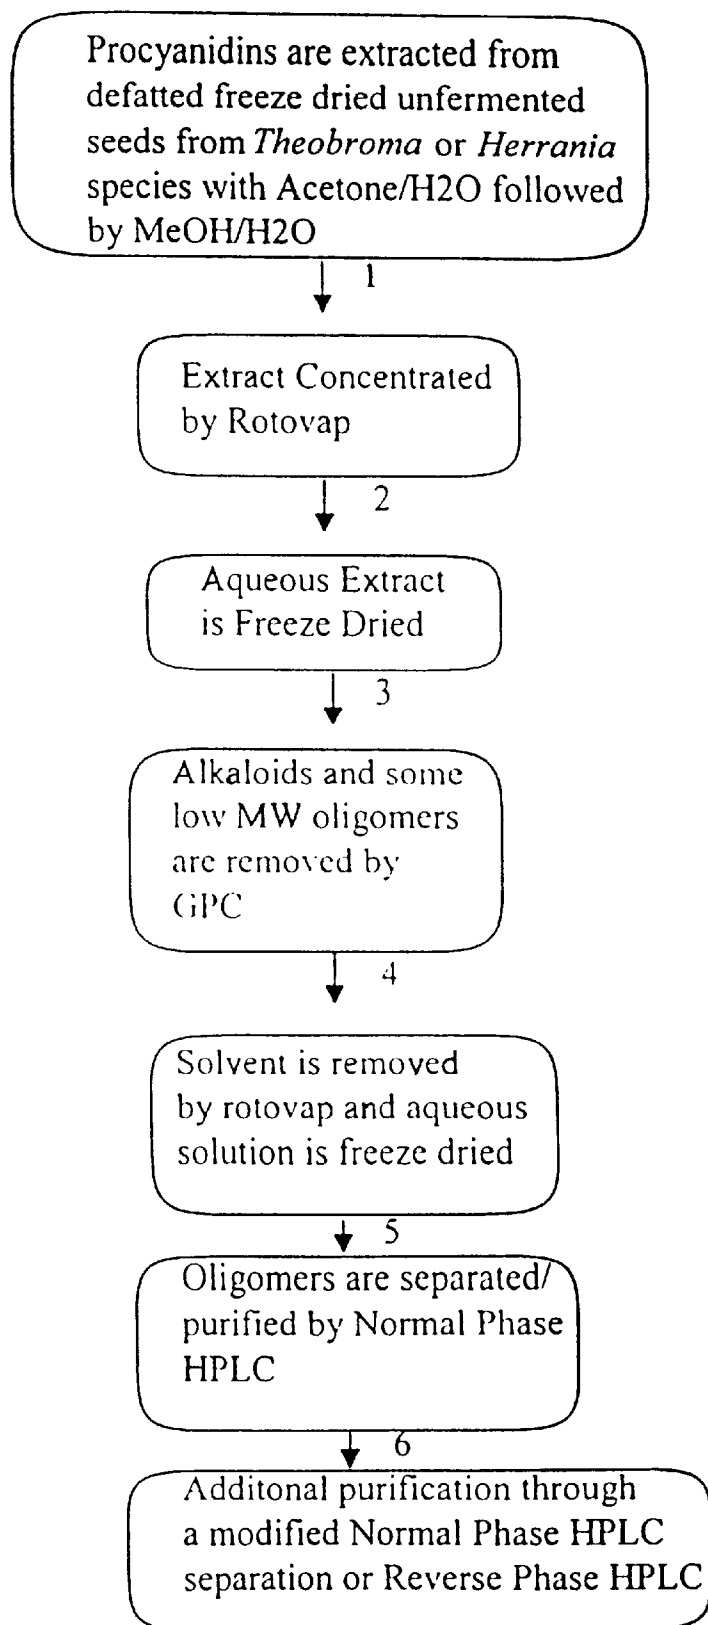 Procyanidins are extracted from
defatted freeze dried unfermented
seeds from Theobroma or Herrania
species with Acetone/H2O followed
by MeOH/H2O
1
Extract Concentrated
by Rotovap
2
Aqueous Extract
is Freeze Dried
3
Alkaloids and some
low MW oligomers
are removed by
GPC
4
Solvent is removed
by rotovap and aqueous
solution is freeze dried
5
Oligomers are separated/
purified by Normal Phase
HPLC
6
Additonal purification through
a modified Normal Phase HPLC
separation or Reverse Phase HPLC